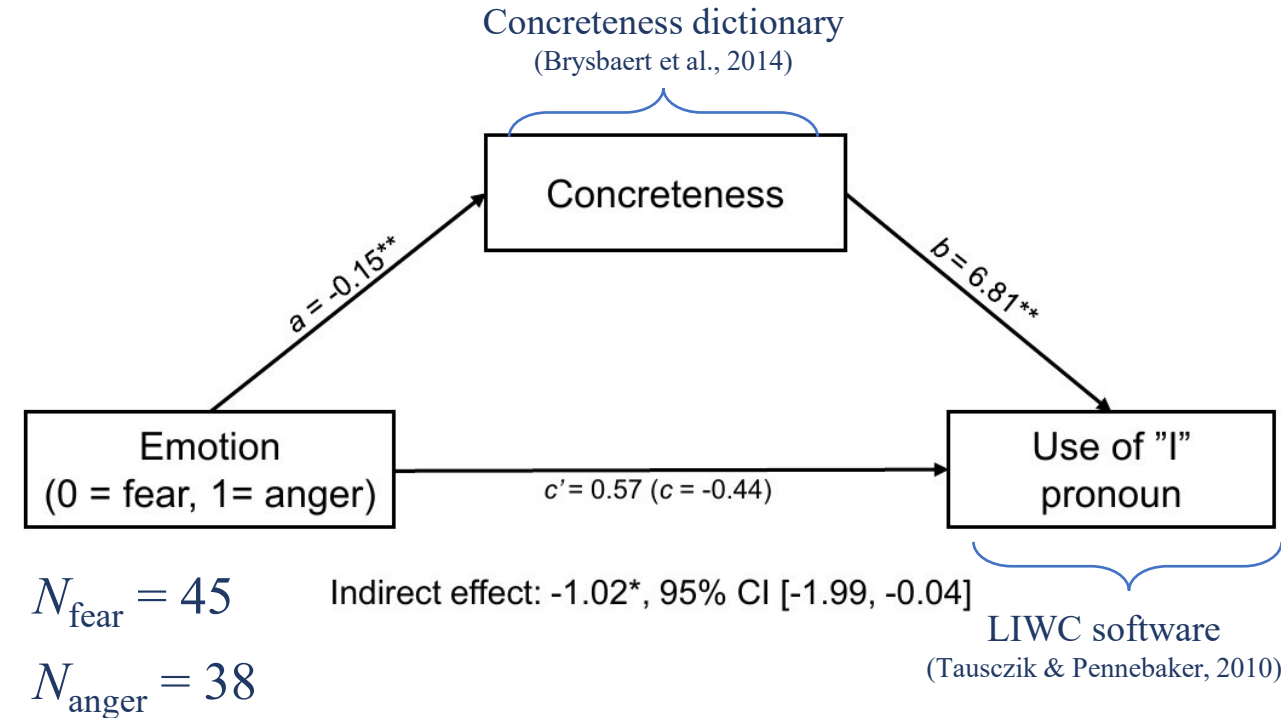 Concreteness dictionary
(Brysbaert et al., 2014)
Concreteness
a = -0.15**
b = 6.81**
Emotion
(0 = fear, 1= anger)
c’= 0.57 (c = -0.44)
Use of ”I”
pronoun
Indirect effect: -1.02*, 95% CI [-1.99, -0.04]
N fear = 45
N anger = 38
LIWC software
(Tausczik & Pennebaker, 2010)